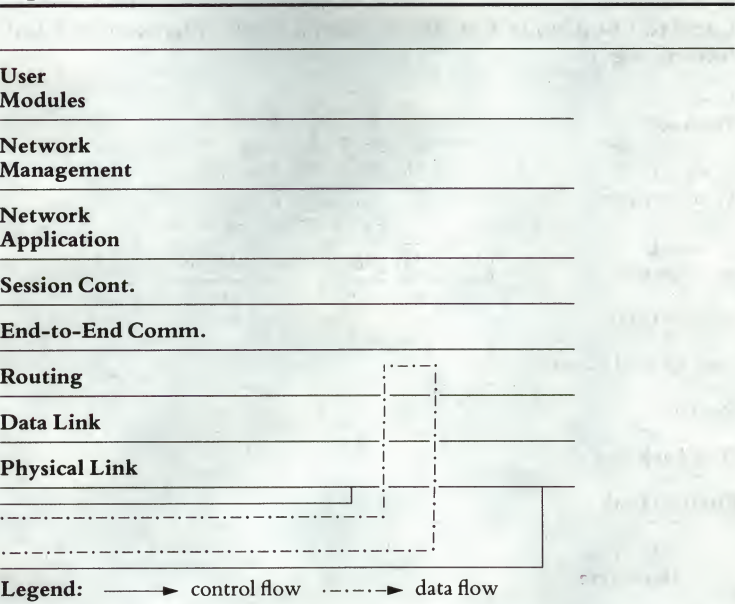 User
Modules
Network
Management
Network
Application
Session Cont.
End-to-End Comm.
Routing
Data Link
Physical Link
Legend: control flow data flow